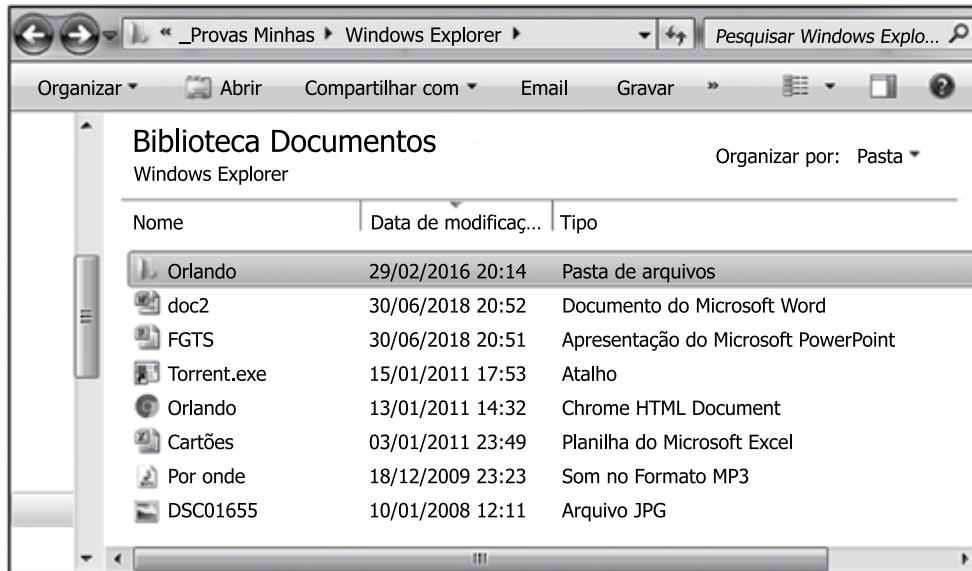 « _Provas Minhas Windows Explorer Pesquisar Windows Explo...
Organizar Abrir Compartilhar com Email Gravar »
Biblioteca Documentos
Windows Explorer
Organizar por: Pasta
Nome Data de modificaç... Tipo
Orlando 29/02/2016 20:14 Pasta de arquivos
doc2 30/06/2018 20:52 Documento do Microsoft Word
FGTS 30/06/2018 20:51 Apresentação do Microsoft PowerPoint
Torrent.exe 15/01/2011 17:53 Atalho
Orlando 13/01/2011 14:32 Chrome HTML Document
Cartões 03/01/2011 23:49 Planilha do Microsoft Excel
Por onde 18/12/2009 23:23 Som no Formato MP3
DSC01655 10/01/2008 12:11 Arquivo JPG